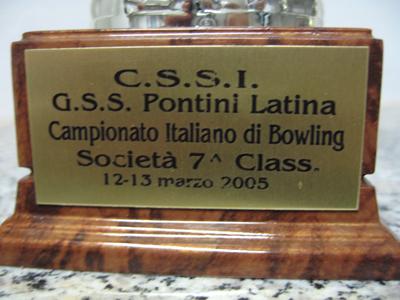 C.S.S.I.
G.S.S. Pontini Latina
Campionato Italiano di Bowling
Società 7^ Class.
12-13 marzo 2005